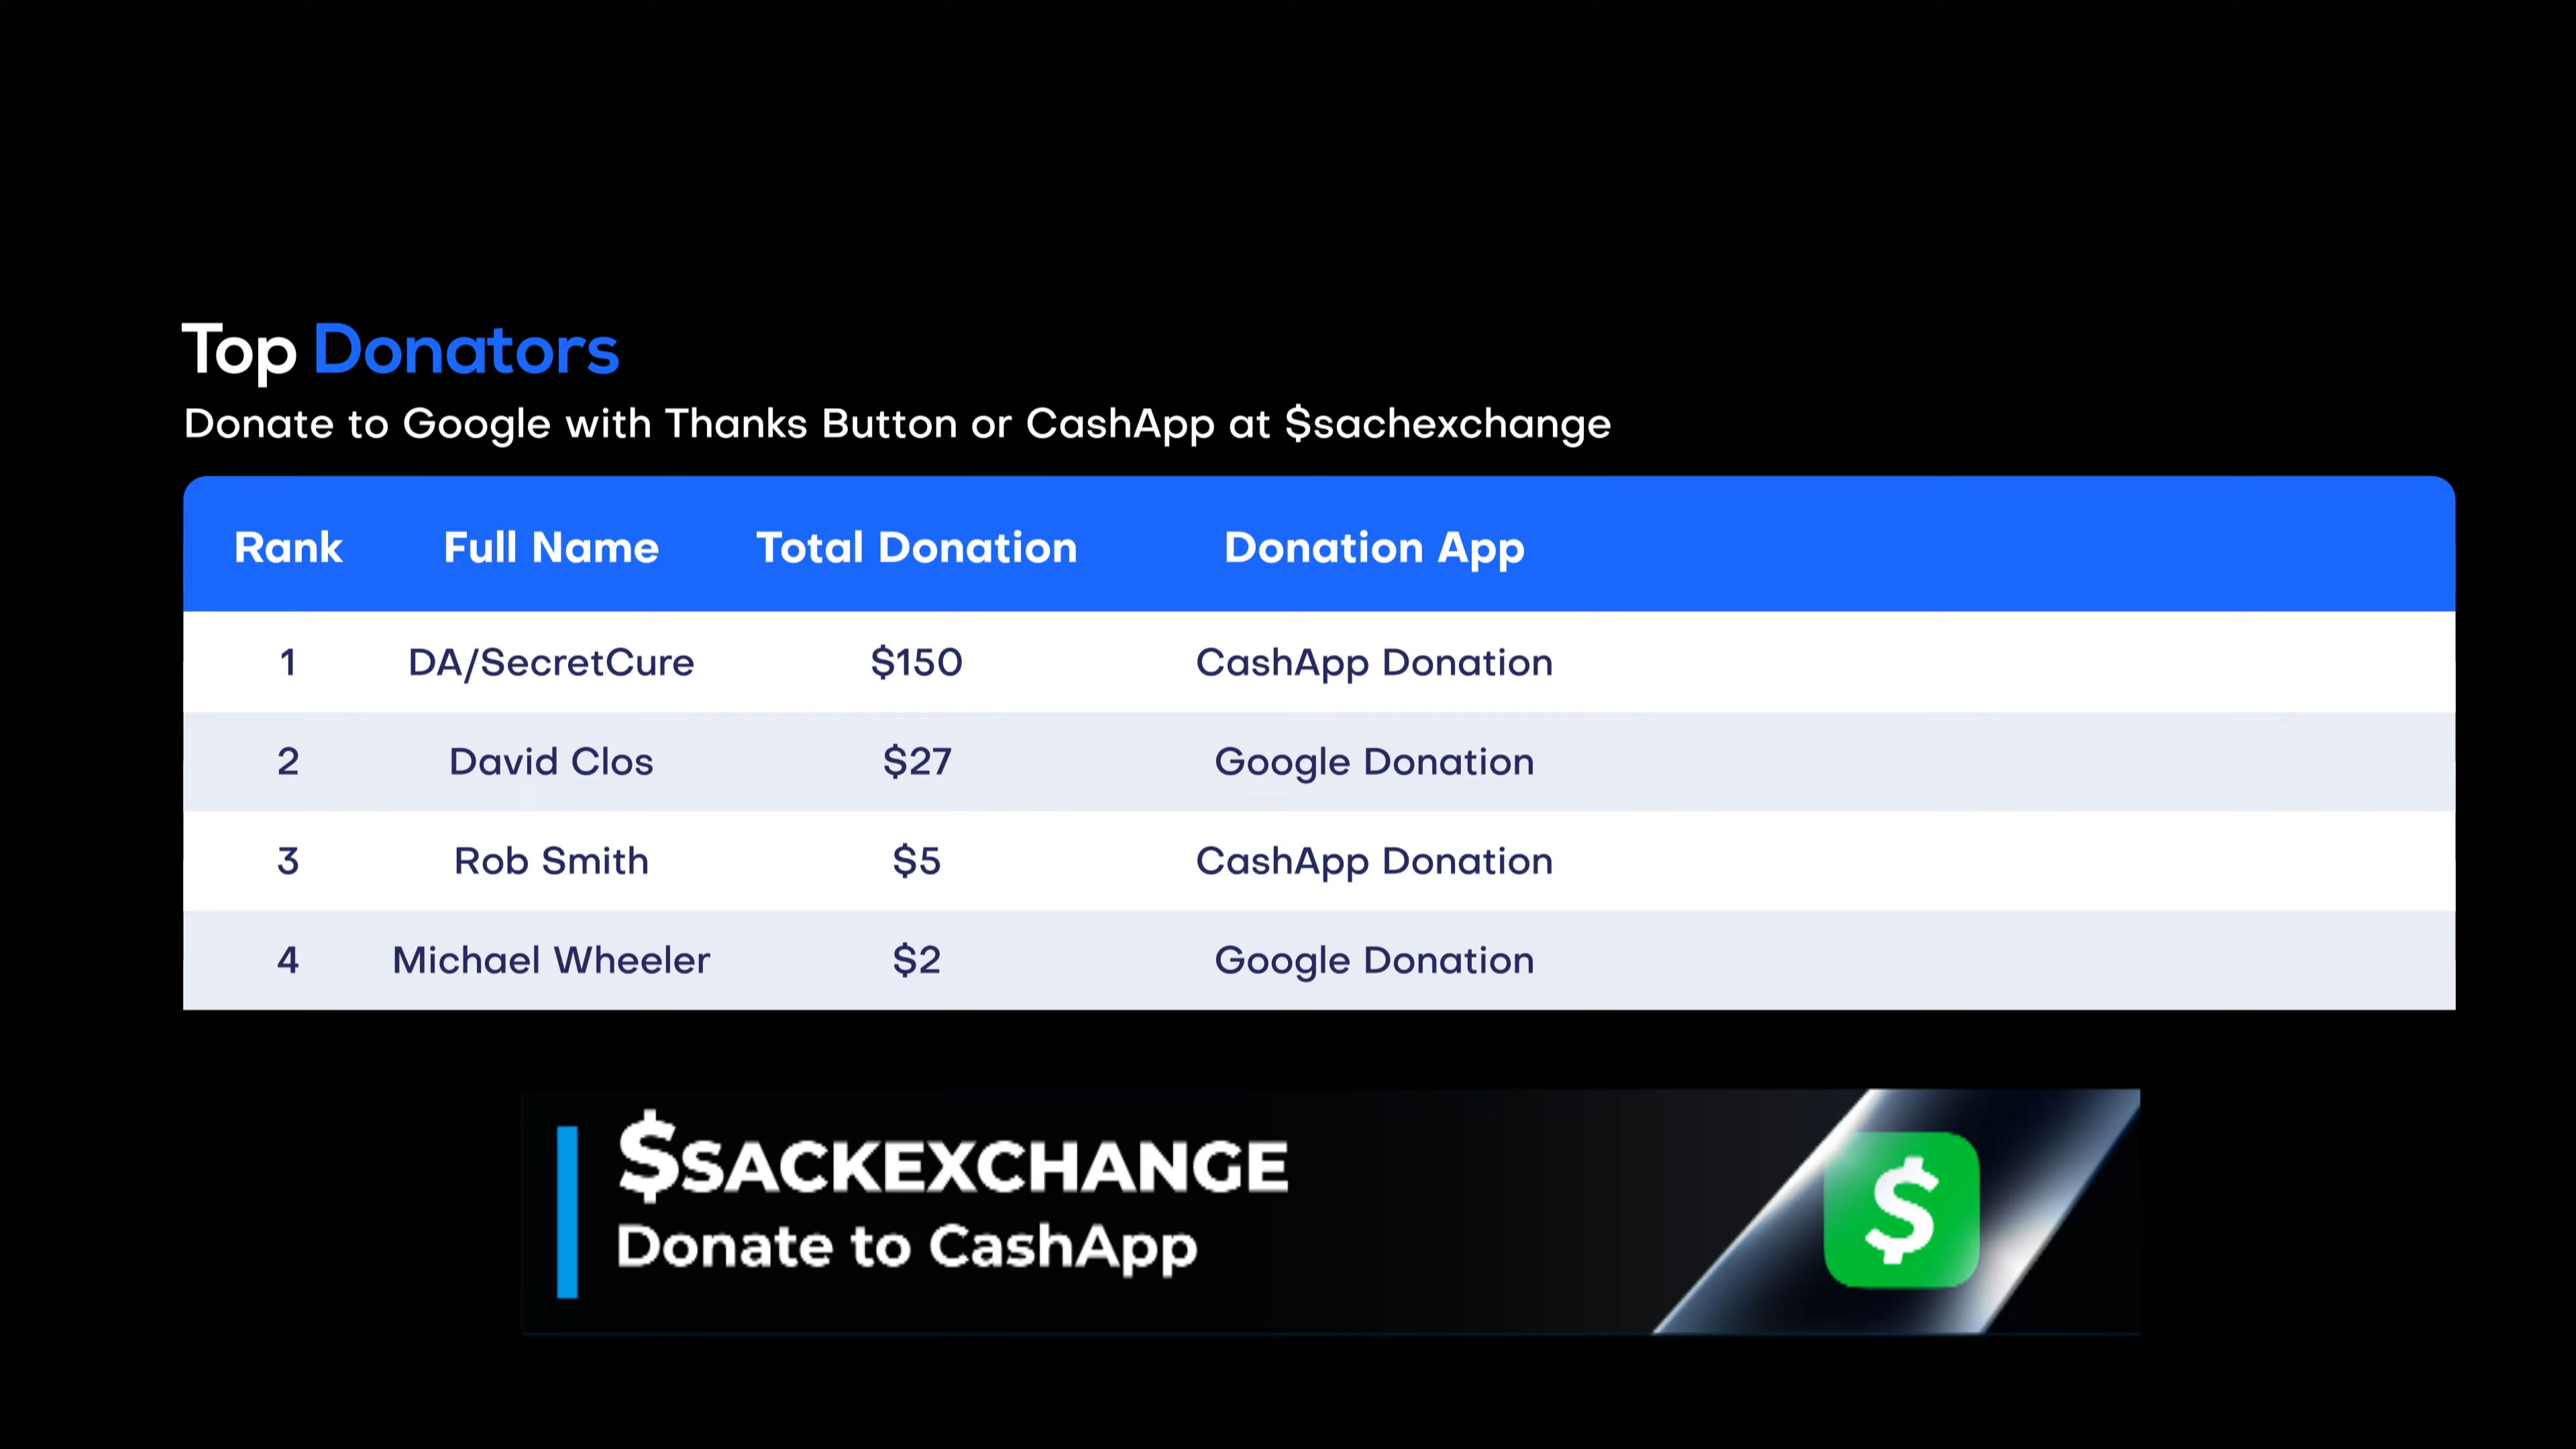 Top Donators
Donate to Google with Thanks Button or CashApp at $sachexchange
Rank Full Name Total Donation Donation App
1 DA/SecretCure $150 CashApp Donation
2 David Clos $27 Google Donation
3 Rob Smith $5 CashApp Donation
4 Michael Wheeler $2 Google Donation
$SACKEXCHANGE
Donate to CashApp
$